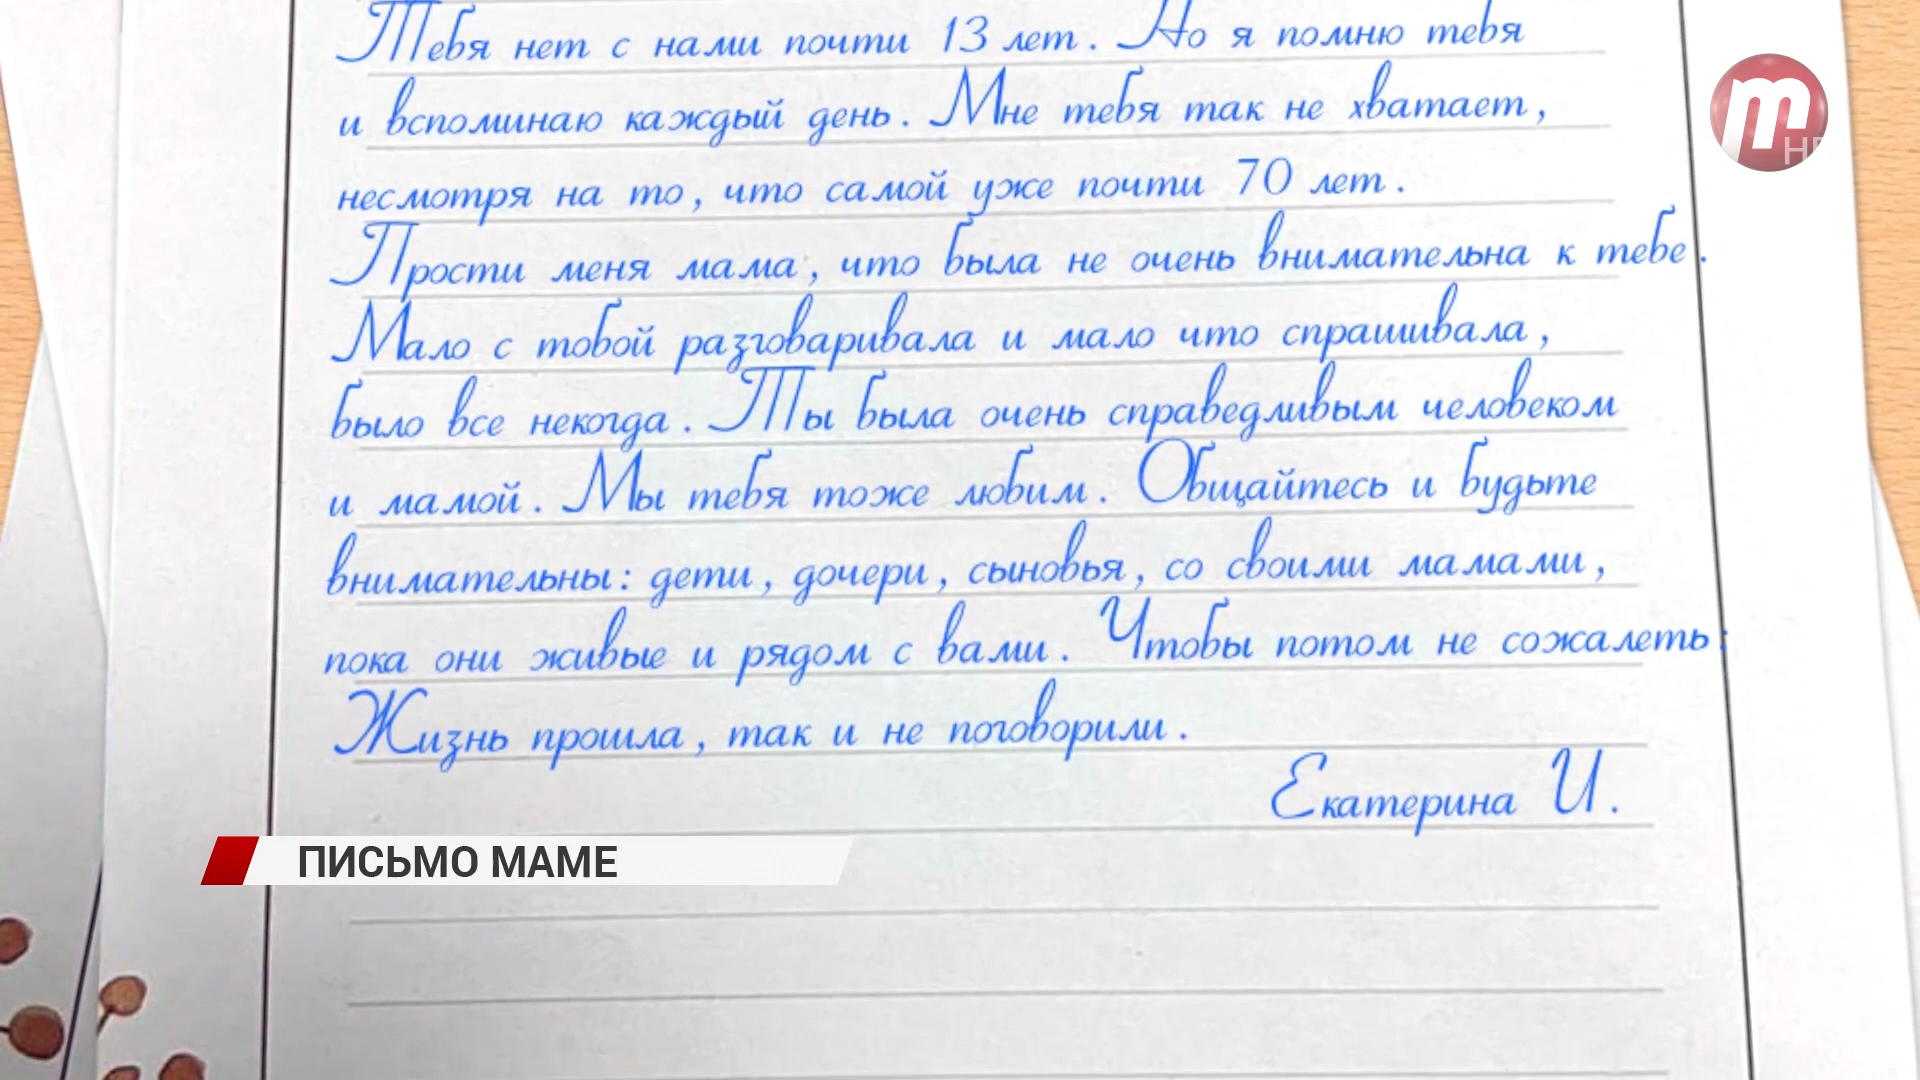 Тебя нет с нами почти 13 лет. Но я помню тебя
и вспоминаю каждый день. Мне тебя так не хватает,
несмотря на то, что самой уже почти 70 лет.
Прости меня мама, что была не очень внимательна к тебе.
Мало с тобой разговаривала и мало что спрашивала,
было все некогда. Ты была очень справедливым человеком
и мамой. Мы тебя тоже любим. Общайтесь и будьте
внимательны: дети, дочери, сыновья, со своими мамами,
пока они живые и рядом с вами. Чтобы потом не сожалеть:
Жизнь прошла, так и не поговорили.
Екатерина И.
ПИСЬМО МАМЕ